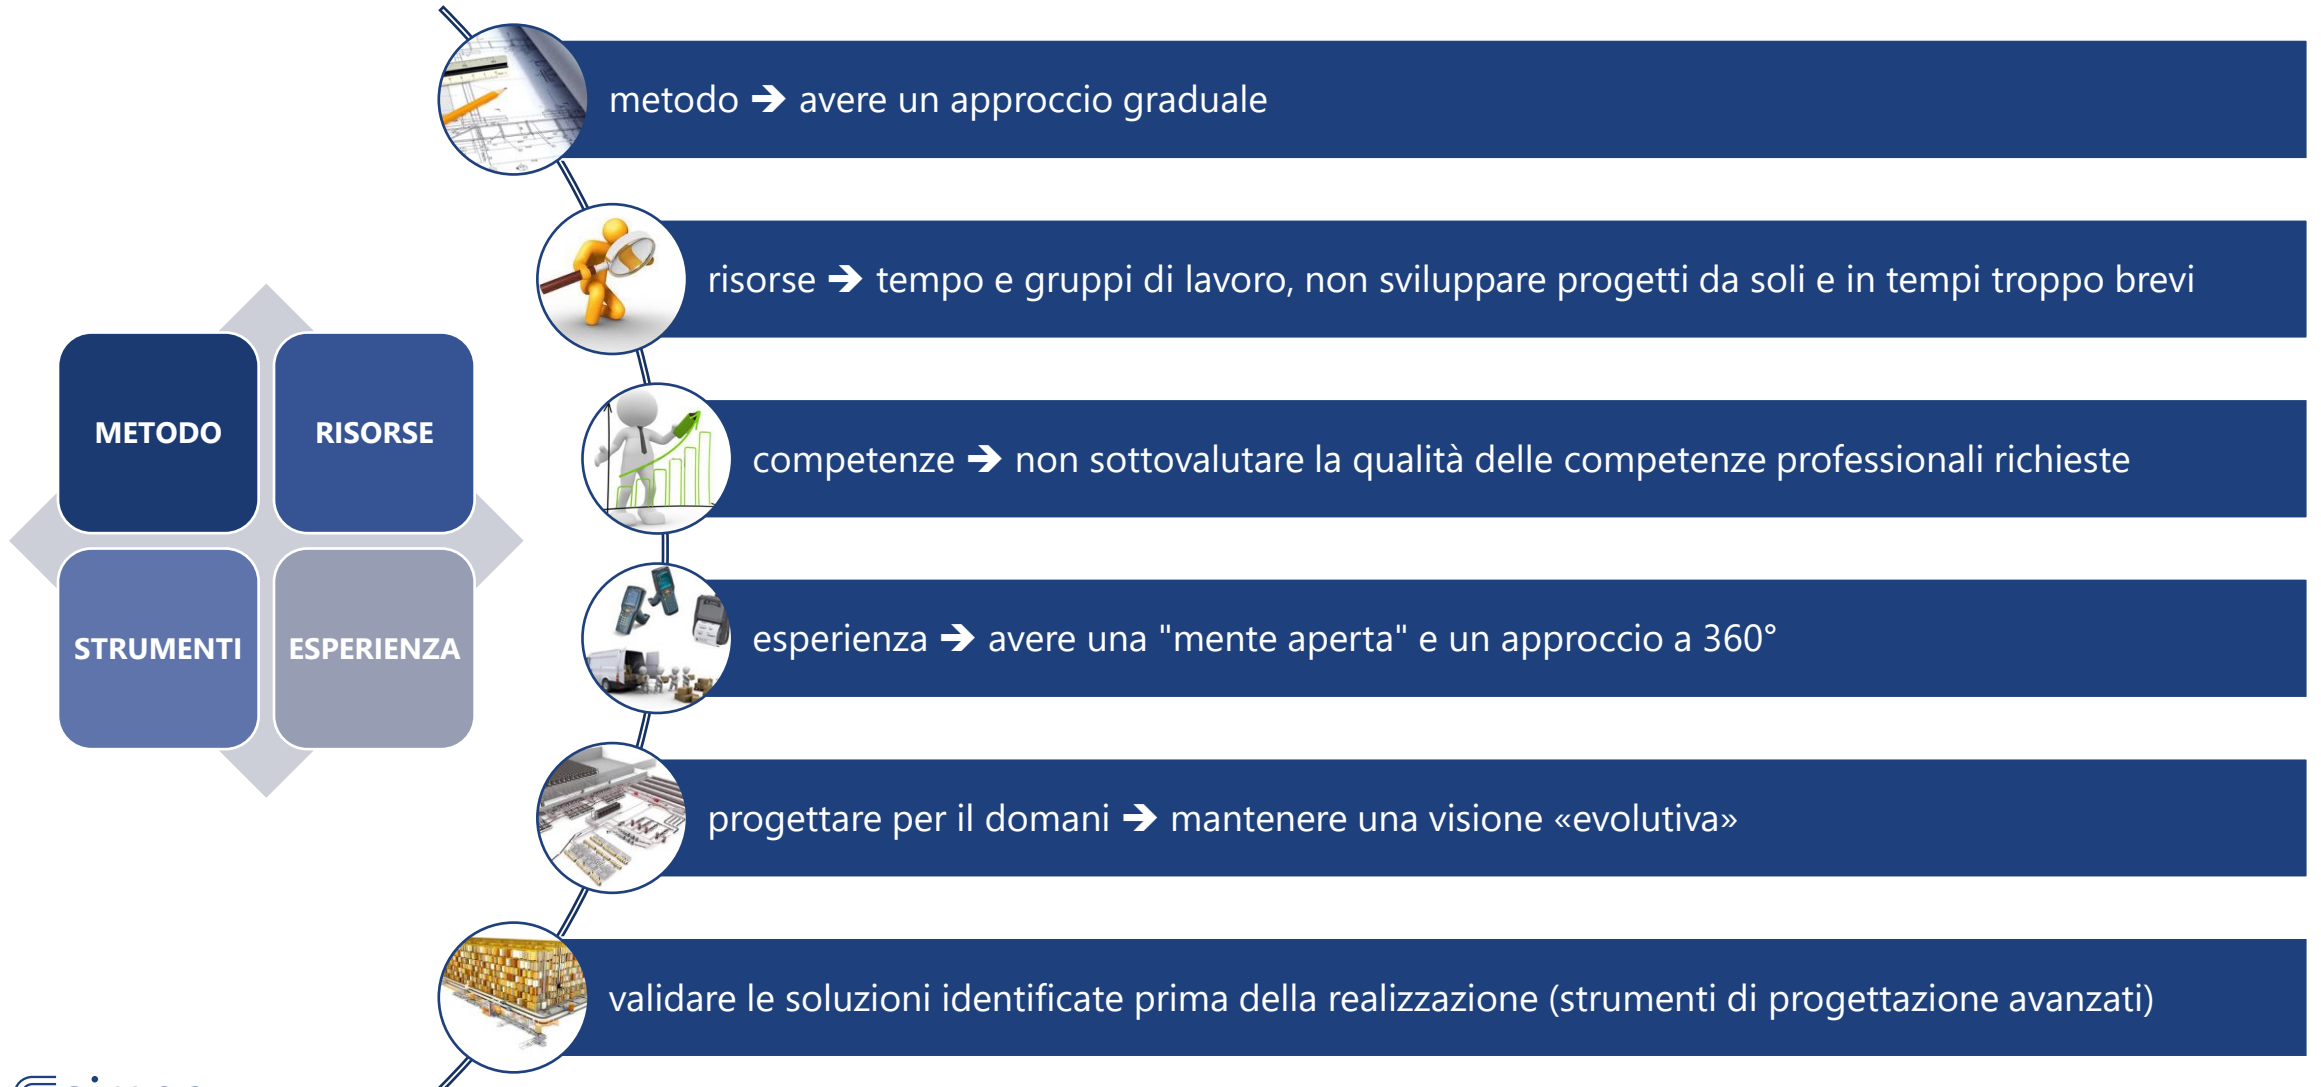 metodo ➔ avere un approccio graduale
risorse ➔ tempo e gruppi di lavoro, non sviluppare progetti da soli e in tempi troppo brevi
METODO
RISORSE
competenze ➔ non sottovalutare la qualità delle competenze professionali richieste
STRUMENTI
ESPERIENZA
esperienza ➔ avere una "mente aperta" e un approccio a 360°
progettare per il domani ➔ mantenere una visione «evolutiva»
validare le soluzioni identificate prima della realizzazione (strumenti di progettazione avanzati)